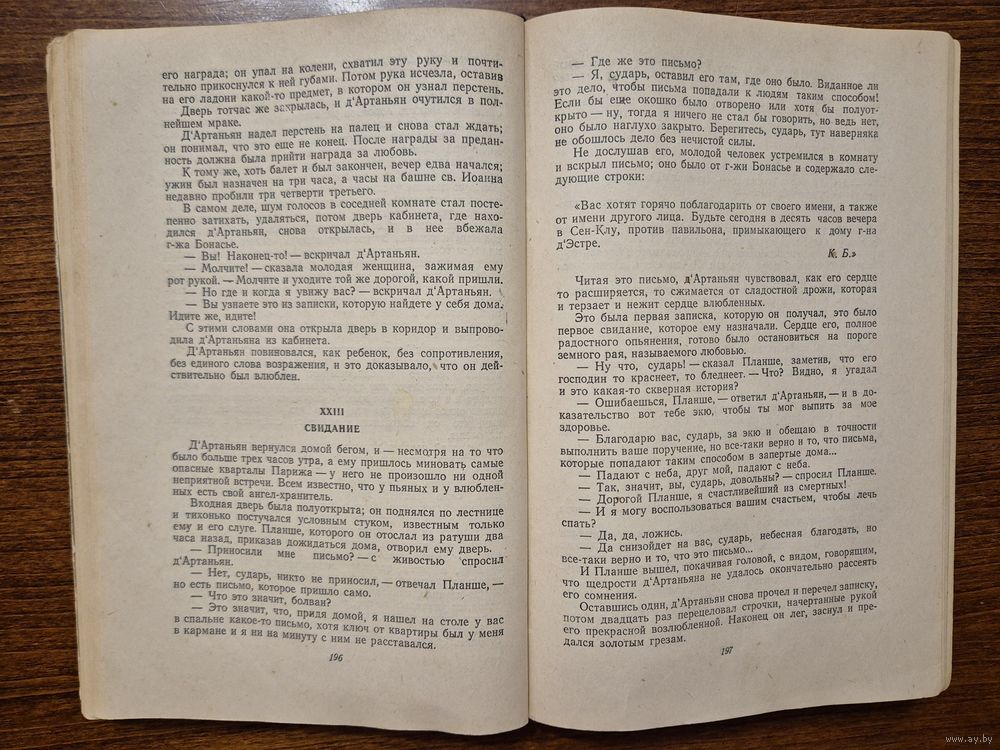 его награда; он упал на колени, схватил эту руку и почти-
тельно прикоснулся к ней губами. Потом рука исчезла, оставив
на его ладони какой-то предмет, в котором он узнал перстень.
Дверь тотчас же закрылась, и д'Артаньян очутился в пол-
нейшем мраке.
Д'Артаньян надел перстень на палец и снова стал ждать;
он понимал, что это еще не конец. После награды за предан-
ность должна была прийти награда за любовь.
К тому же, хоть балет и был закончен, вечер едва начался;
ужин был назначен на три часа, а часы на башне св. Иоанна
недавно пробили три четверти третьего.
В самом деле, шум голосов в соседней комнате стал посте-
пенно затихать, удаляться, потом дверь кабинета, где нахо-
дился д'Артаньян, снова открылась, и в нее вбежала
г-жа Бонасье.
— Вы! Наконец-то! — вскричал д'Артаньян.
— Молчите! — сказала молодая женщина, зажимая ему
рот рукой. — Молчите и уходите той же дорогой, какой пришли.
— Но где и когда я увижу вас? — вскричал д'Артаньян.
— Вы узнаете это из записки, которую найдете у себя дома.
Идите же, идите!
С этими словами она открыла дверь в коридор и выпрово-
дила д'Артаньяна из кабинета.
Д'Артаньян повиновался, как ребенок, без сопротивления,
без единого слова возражения, и это доказывало, что он дей-
ствительно был влюблен.
XXIII
СВИДАНИЕ
Д'Артаньян вернулся домой бегом, и — несмотря на то что
было больше трех часов утра, а ему пришлось миновать самые
опасные кварталы Парижа — у него не произошло ни одной
неприятной встречи. Всем известно, что у пьяных и у влюблен-
ных есть свой ангел-хранитель.
Входная дверь была полуоткрыта; он поднялся по лестнице
и тихонько постучался условным стуком, известным только
ему и его слуге. Планше, которого он отослал из ратуши два
часа назад, приказав дожидаться дома, отворил ему дверь.
— Приносили мне письмо? — с живостью спросил
д'Артаньян.
— Нет, сударь, никто не приносил, — отвечал Планше, —
но есть письмо, которое пришло само.
— Что это значит, болван?
— Это значит, что, придя домой, я нашел на столе у вас
в спальне какое-то письмо, хотя ключ от квартиры был у меня
в кармане и я ни на минуту с ним не расставался.
196
— Где же это письмо?
— Я, сударь, оставил его там, где оно было. Виданное ли
это дело, чтобы письма попадали к людям таким способом!
Если бы еще окошко было отворено или хотя бы полуот-
крыто — ну, тогда я ничего не стал бы говорить, но ведь нет,
оно было наглухо закрыто. Берегитесь, сударь, тут наверняка
не обошлось дело без нечистой силы.
Не дослушав его, молодой человек устремился в комнату
и вскрыл письмо; оно было от г-жи Бонасье и содержало сле-
дующие строки:
«Вас хотят горячо поблагодарить от своего имени, а также
от имени другого лица. Будьте сегодня в десять часов вечера
в Сен-Клу, против павильона, примыкающего к дому г-на
д'Эстре.
К. Б.»
Читая это письмо, д'Артаньян чувствовал, как его сердце
то расширяется, то сжимается от сладостной дрожи, которая
и терзает и нежит сердца влюбленных.
Это была первая записка, которую он получал, это было
первое свидание, которое ему назначали. Сердце его, полное
радостного опьянения, готово было остановиться на пороге
земного рая, называемого любовью.
— Ну что, сударь! — сказал Планше, заметив, что его
господин то краснеет, то бледнеет. — Что? Видно, я угадал
и это какая-то скверная история?
— Ошибаешься, Планше, — ответил д'Артаньян, — и в до-
казательство вот тебе экю, чтобы ты мог выпить за мое
здоровье.
— Благодарю вас, сударь, за экю и обещаю в точности
выполнить ваше поручение, но все-таки верно и то, что письма,
которые попадают таким способом в запертые дома...
— Падают с неба, друг мой, падают с неба.
— Так, значит, вы, сударь, довольны? — спросил Планше.
— Дорогой Планше, я счастливейший из смертных!
— И я могу воспользоваться вашим счастьем, чтобы лечь
спать?
— Да, да, ложись.
— Да снизойдет на вас, сударь, небесная благодать, но
все-таки верно и то, что это письмо...
И Планше вышел, покачивая головой, с видом, говорящим,
что щедрости д'Артаньяна не удалось окончательно рассеять
его сомнения.
Оставшись один, д'Артаньян снова прочел и перечел записку,
потом двадцать раз перецеловал строчки, начертанные рукой
его прекрасной возлюбленной. Наконец он лег, заснул и пре-
дался золотым грезам.
197
www.ay.by